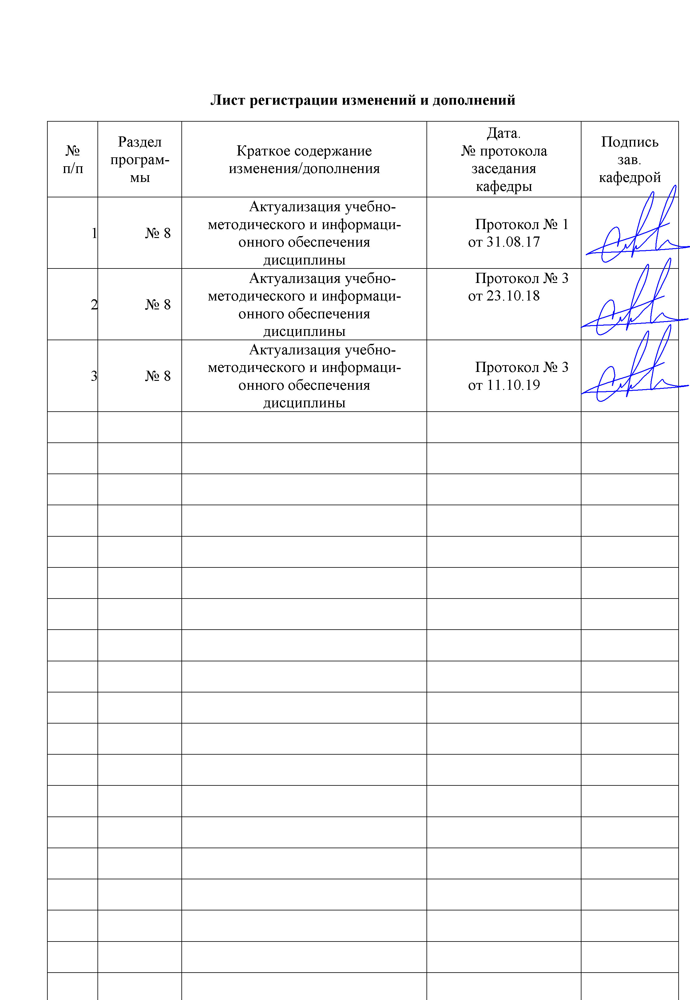 Лист регистрации изменений и дополнений
№
п/п
Раздел
програм-
мы
Краткое содержание
изменения/дополнения
Дата.
№ протокола
заседания
кафедры
Подпись
зав.
кафедрой
1
№ 8
Актуализация учебно-
методического и информаци-
онного обеспечения
дисциплины
Протокол № 1
от 31.08.17
2
№ 8
Актуализация учебно-
методического и информаци-
онного обеспечения
дисциплины
Протокол № 3
от 23.10.18
3
№ 8
Актуализация учебно-
методического и информаци-
онного обеспечения
дисциплины
Протокол № 3
от 11.10.19